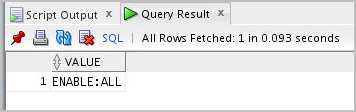 Script Output × Query Result ×
SQL | All Rows Fetched: 1 in 0.093 seconds
VALUE
1 ENABLE:ALL